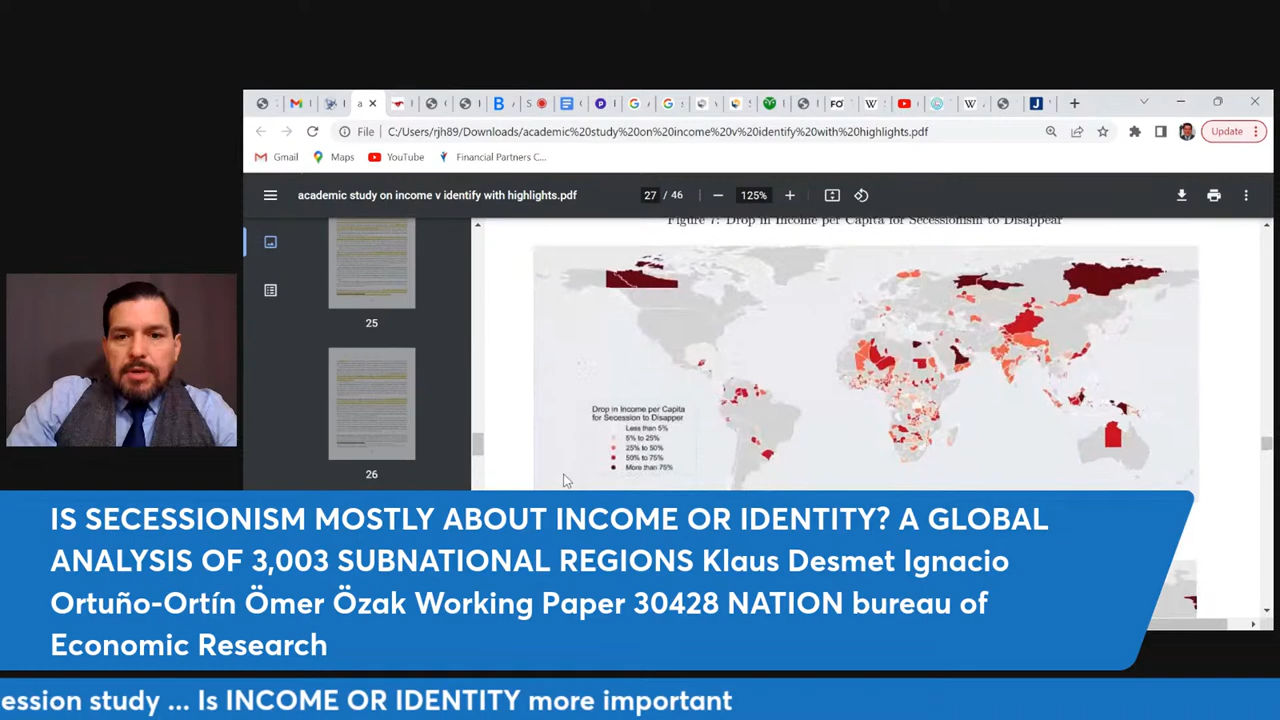 Update
File C:/Users/rjh89/Downloads/academic%20study%20on%20income%20v%20identify%20with%20highlights.pdf
Gmail Maps YouTube Financial Partners C...
academic study on income v identify with highlights.pdf 27 / 46 125%
Figure 7: Drop in Income per Capita for Secessionism to Disappear
25
26
Drop in Income per Capita
for Secession to Disapper
Less than 5%
5% to 25%
25% to 50%
50% to 75%
More than 75%
IS SECESSIONISM MOSTLY ABOUT INCOME OR IDENTITY? A GLOBAL
ANALYSIS OF 3,003 SUBNATIONAL REGIONS Klaus Desmet Ignacio
Ortuño-Ortín Ömer Özak Working Paper 30428 NATION bureau of
Economic Research
ession study ... Is INCOME OR IDENTITY more important